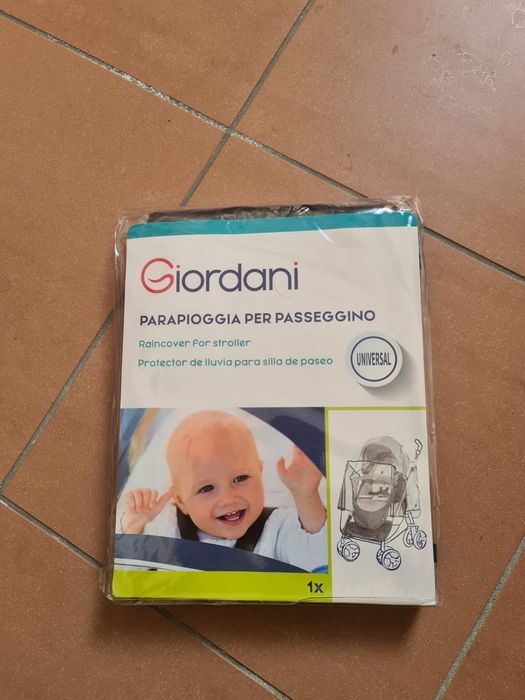 Giordani
PARAPIOGGIA PER PASSEGGINO
Raincover for stroller
Protector de lluvia para silla de paseo
UNIVERSAL
1x